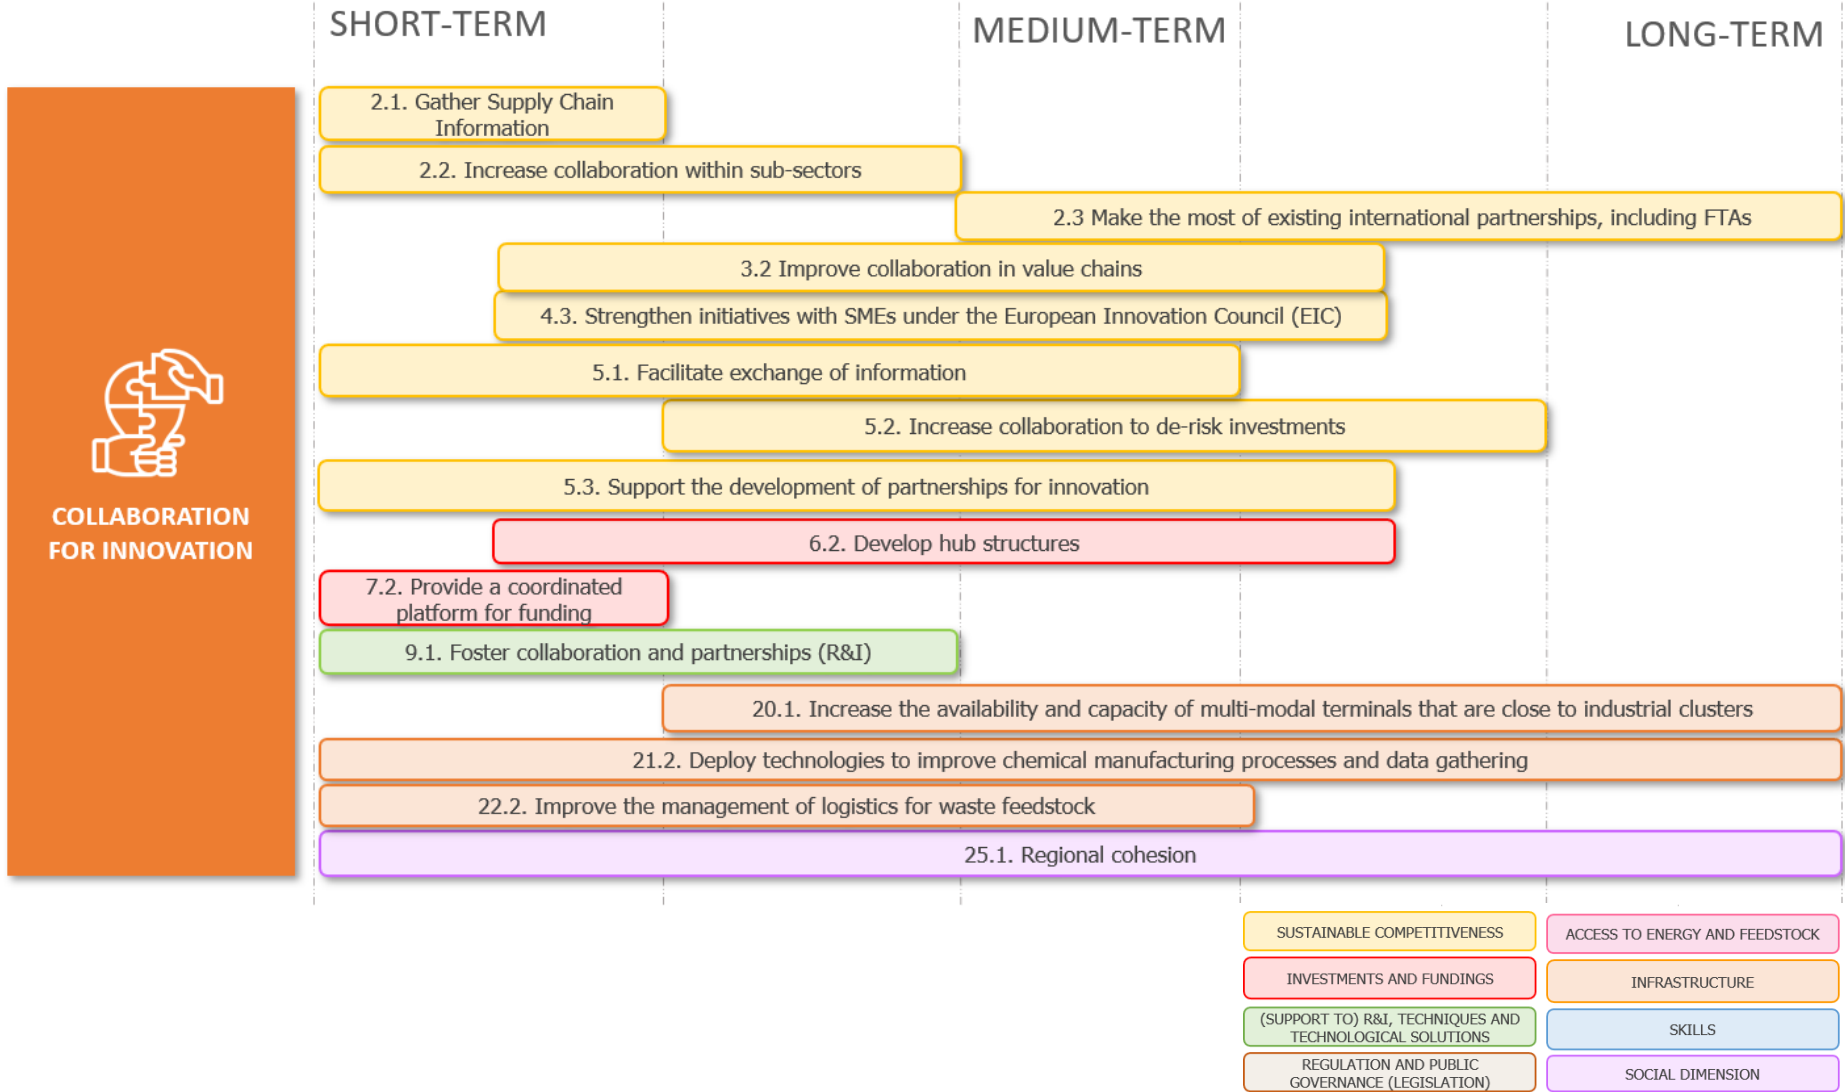 SHORT-TERM
MEDIUM-TERM
LONG-TERM
2.1. Gather Supply Chain
Information
2.2. Increase collaboration within sub-sectors
2.3 Make the most of existing international partnerships, including FTAs
3.2 Improve collaboration in value chains
4.3. Strengthen initiatives with SMEs under the European Innovation Council (EIC)
5.1. Facilitate exchange of information
5.2. Increase collaboration to de-risk investments
5.3. Support the development of partnerships for innovation
COLLABORATION
FOR INNOVATION
6.2. Develop hub structures
7.2. Provide a coordinated
platform for funding
9.1. Foster collaboration and partnerships (R&I)
20.1. Increase the availability and capacity of multi-modal terminals that are close to industrial clusters
21.2. Deploy technologies to improve chemical manufacturing processes and data gathering
22.2. Improve the management of logistics for waste feedstock
25.1. Regional cohesion
SUSTAINABLE COMPETITIVENESS
ACCESS TO ENERGY AND FEEDSTOCK
INVESTMENTS AND FUNDINGS
INFRASTRUCTURE
(SUPPORT TO) R&I, TECHNIQUES AND
TECHNOLOGICAL SOLUTIONS
SKILLS
REGULATION AND PUBLIC
GOVERNANCE (LEGISLATION)
SOCIAL DIMENSION